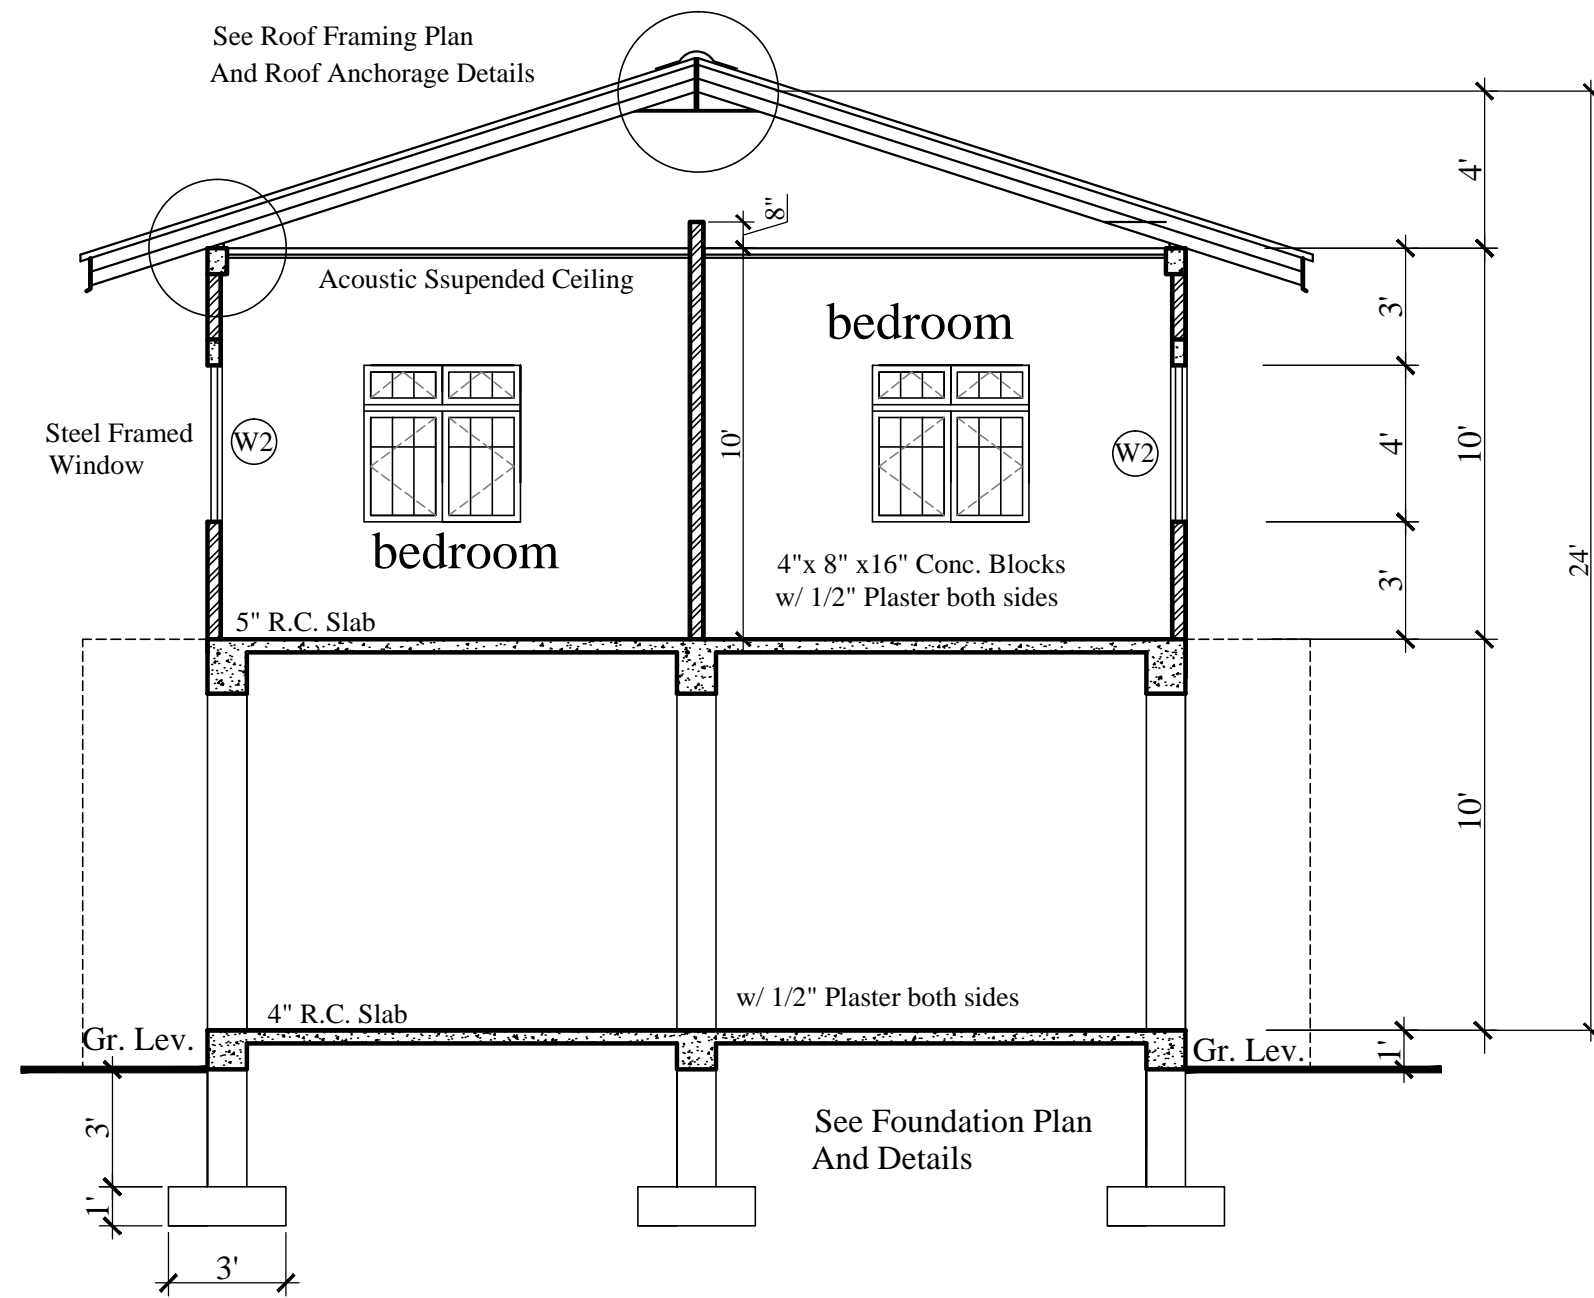 See Roof Framing Plan
And Roof Anchorage Details
4'
8"
Acoustic Ssupended Ceiling
3'
bedroom
Steel Framed
Window
W2
10'
W2
4'
10'
bedroom
4"x 8" x16" Conc. Blocks
w/ 1/2" Plaster both sides
3'
24'
5" R.C. Slab
10'
4" R.C. Slab
w/ 1/2" Plaster both sides
Gr. Lev.
Gr. Lev.
1'
3'
See Foundation Plan
And Details
1'
3'